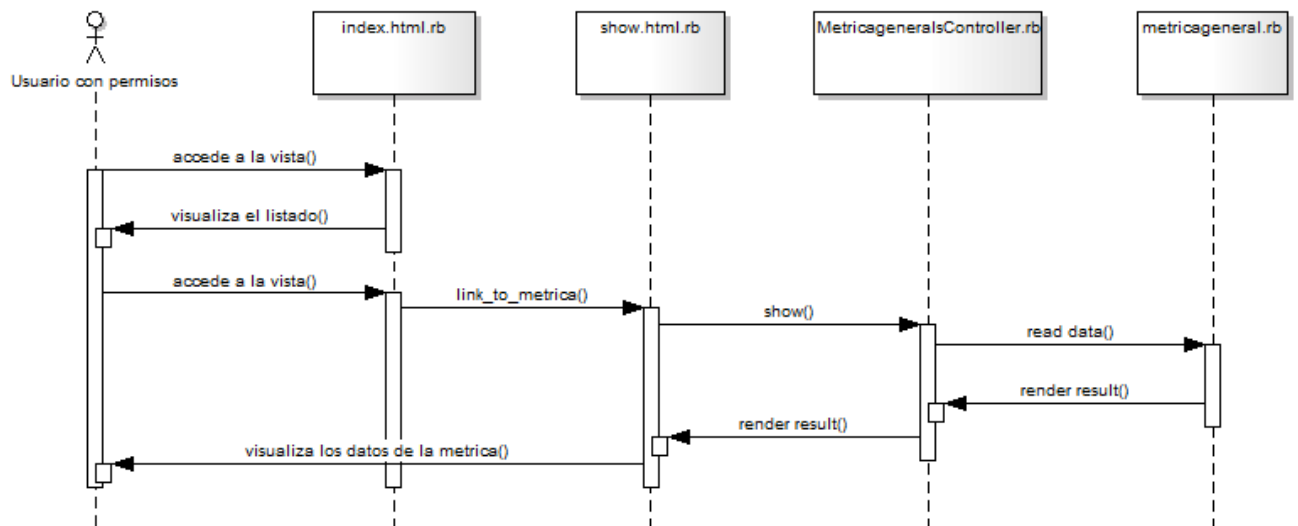 index.html.rb
show.html.rb
MetricageneralsController.rb
metricageneral.rb
Usuario con permisos
accede a la vista()
visualiza el listado()
accede a la vista()
link_to_metrica()
show()
read data()
render result()
render result()
visualiza los datos de la metrica()